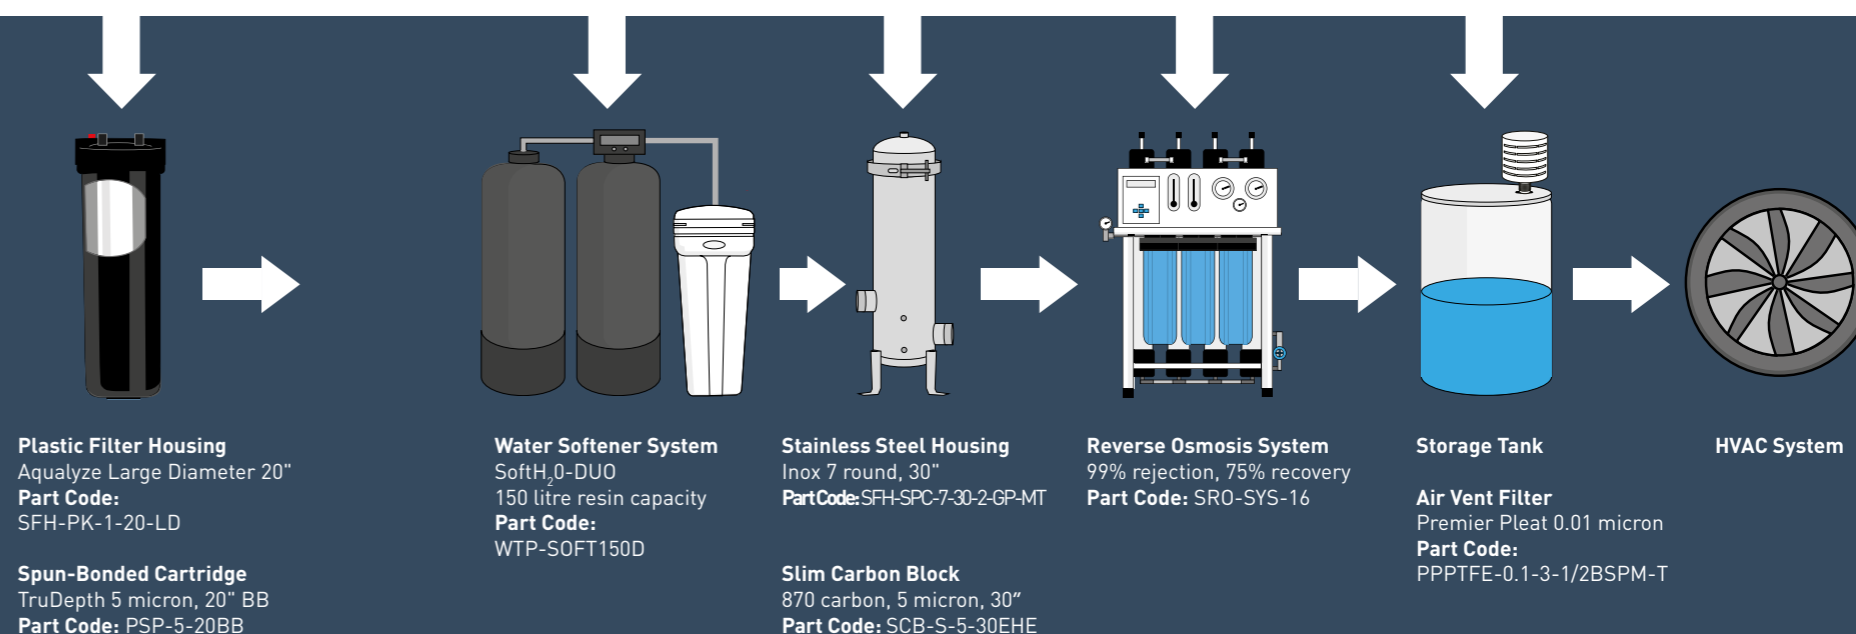 Plastic Filter Housing
Aqualyze Large Diameter 20"
Part Code:
SFH-PK-1-20-LD
Spun-Bonded Cartridge
TruDepth 5 micron, 20" BB
Part Code: PSP-5-20BB
Water Softener System
SoftH₂0-DUO
150 litre resin capacity
Part Code:
WTP-SOFT150D
Stainless Steel Housing
Inox 7 round, 30"
Part Code: SFH-SPC-7-30-2-GP-MT
Slim Carbon Block
870 carbon, 5 micron, 30″
Part Code: SCB-S-5-30EHE
Reverse Osmosis System
99% rejection, 75% recovery
Part Code: SRO-SYS-16
Storage Tank
Air Vent Filter
Premier Pleat 0.01 micron
Part Code:
PPPTFE-0.1-3-1/2BSPM-T
HVAC System